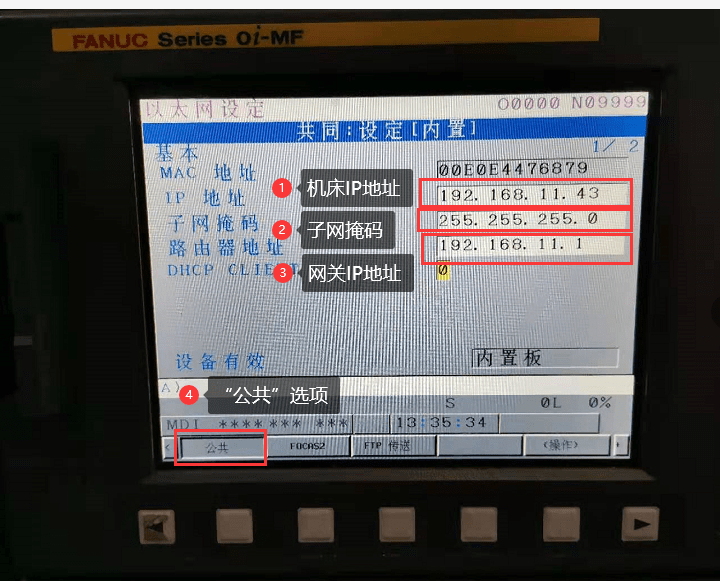 FANUC Series 0i-MF
以太网设定 O0000 N09999
共同:设定[内置]
基本 1/ 2
MAC 地址 00E0E4476879
IP 地址 ① 机床IP地址 192.168.11.43
子网掩码 ② 子网掩码 255.255.255.0
路由器地址 192.168.11.1
DHCP CLIENT ③ 网关IP地址 0
设备有效 内置板
A)
④ “公共”选项
S 0L 0%
MDI **** *** *** 13:35:34
公共 FOCAS2 FTP 传送 (操作)